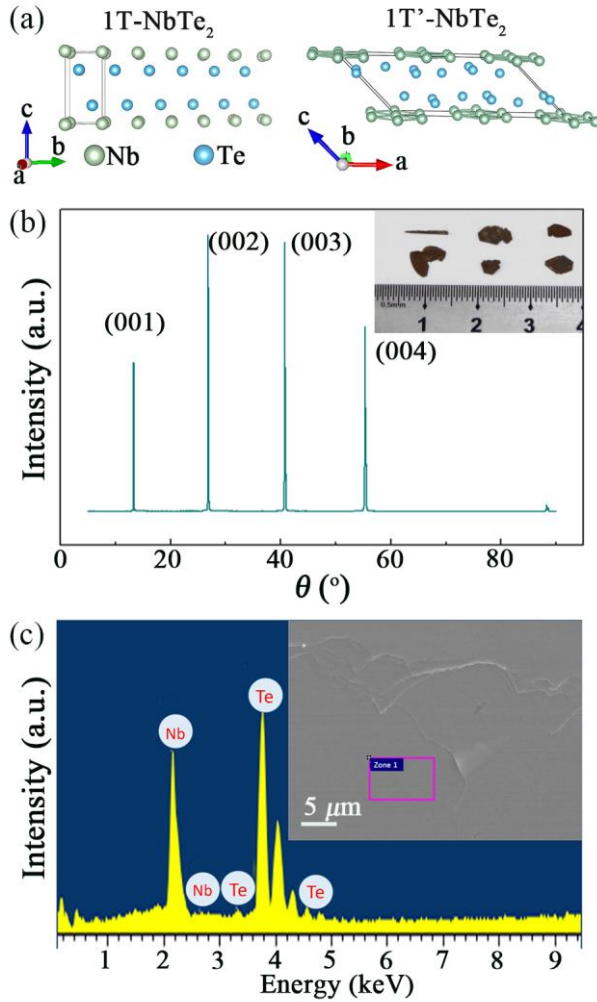 (a)
1T-NbTe₂
1T’-NbTe₂
c
b
a
Nb
Te
c
b
a
(b)
Intensity (a.u.)
(001)
(002)
(003)
(004)
0.5mm
1 2 3 4
0 20 40 60 80
θ (°)
(c)
Intensity (a.u.)
Nb
Nb
Te
Te
Te
Zone 1
5 μm
1 2 3 4 5 6 7 8 9
Energy (keV)